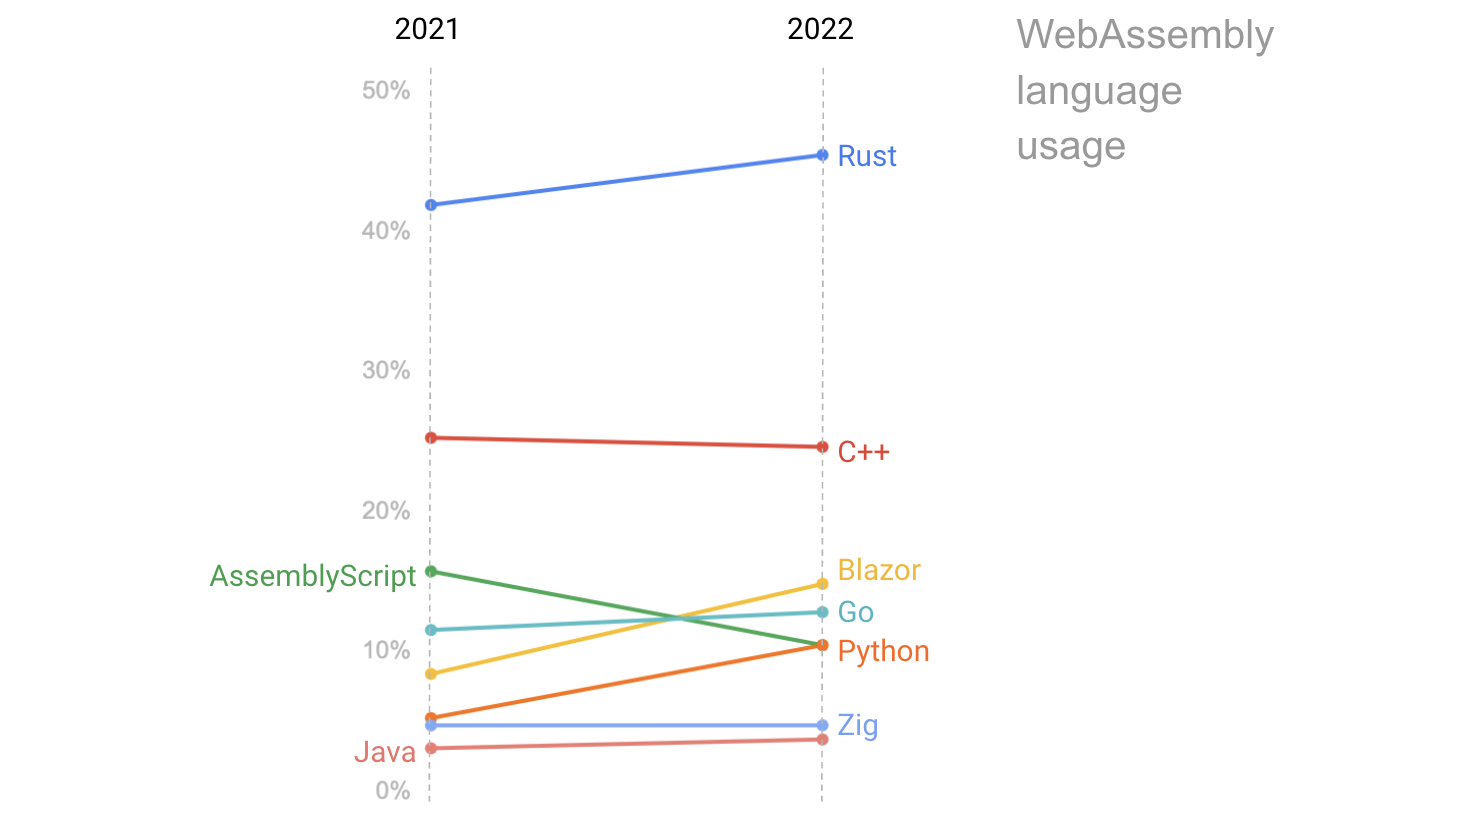 2021
2022
WebAssembly
language
usage
50%
Rust
40%
30%
C++
20%
Blazor
AssemblyScript
Go
10%
Python
Zig
Java
0%